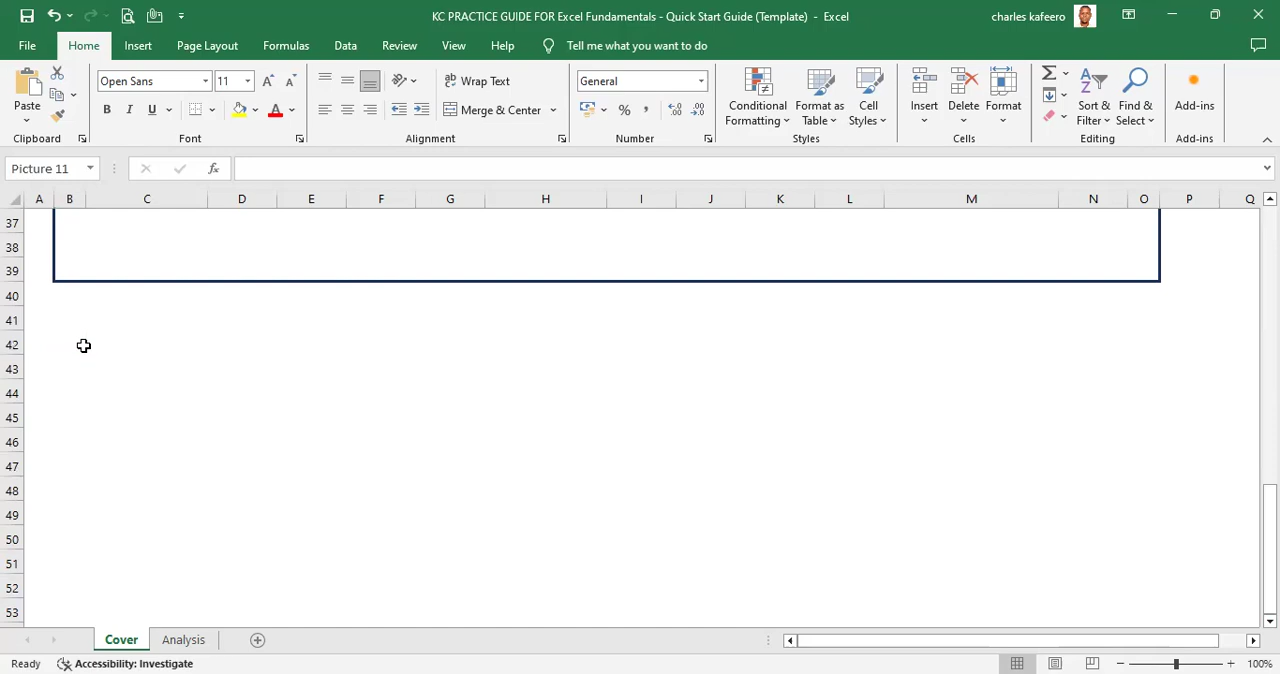 KC PRACTICE GUIDE FOR Excel Fundamentals - Quick Start Guide (Template) - Excel
charles kafeero
File Home Insert Page Layout Formulas Data Review View Help Tell me what you want to do
Paste
Open Sans 11
B I U A
Wrap Text
Merge & Center
General
% ,
Conditional Formatting
Format as Table
Cell Styles
Insert
Delete
Format
Sort & Filter
Find & Select
Add-ins
Clipboard Font Alignment Number Styles Cells Editing Add-ins
Picture 11 fx
A B C D E F G H I J K L M N O P Q
37
38
39
40
41
42
43
44
45
46
47
48
49
50
51
52
53
Cover Analysis
Ready Accessibility: Investigate 100%